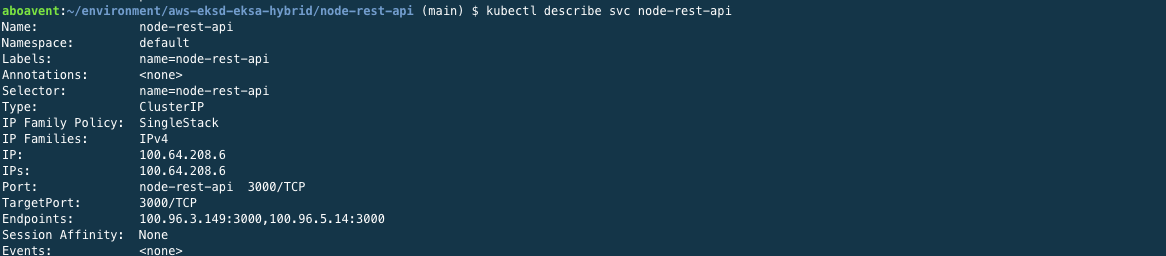 aboavent:~/environment/aws-eksd-eksa-hybrid/node-rest-api (main) $ kubectl describe svc node-rest-api
Name:              node-rest-api
Namespace:         default
Labels:            name=node-rest-api
Annotations:       <none>
Selector:          name=node-rest-api
Type:              ClusterIP
IP Family Policy:  SingleStack
IP Families:       IPv4
IP:                100.64.208.6
IPs:               100.64.208.6
Port:              node-rest-api  3000/TCP
TargetPort:        3000/TCP
Endpoints:         100.96.3.149:3000,100.96.5.14:3000
Session Affinity:  None
Events:            <none>